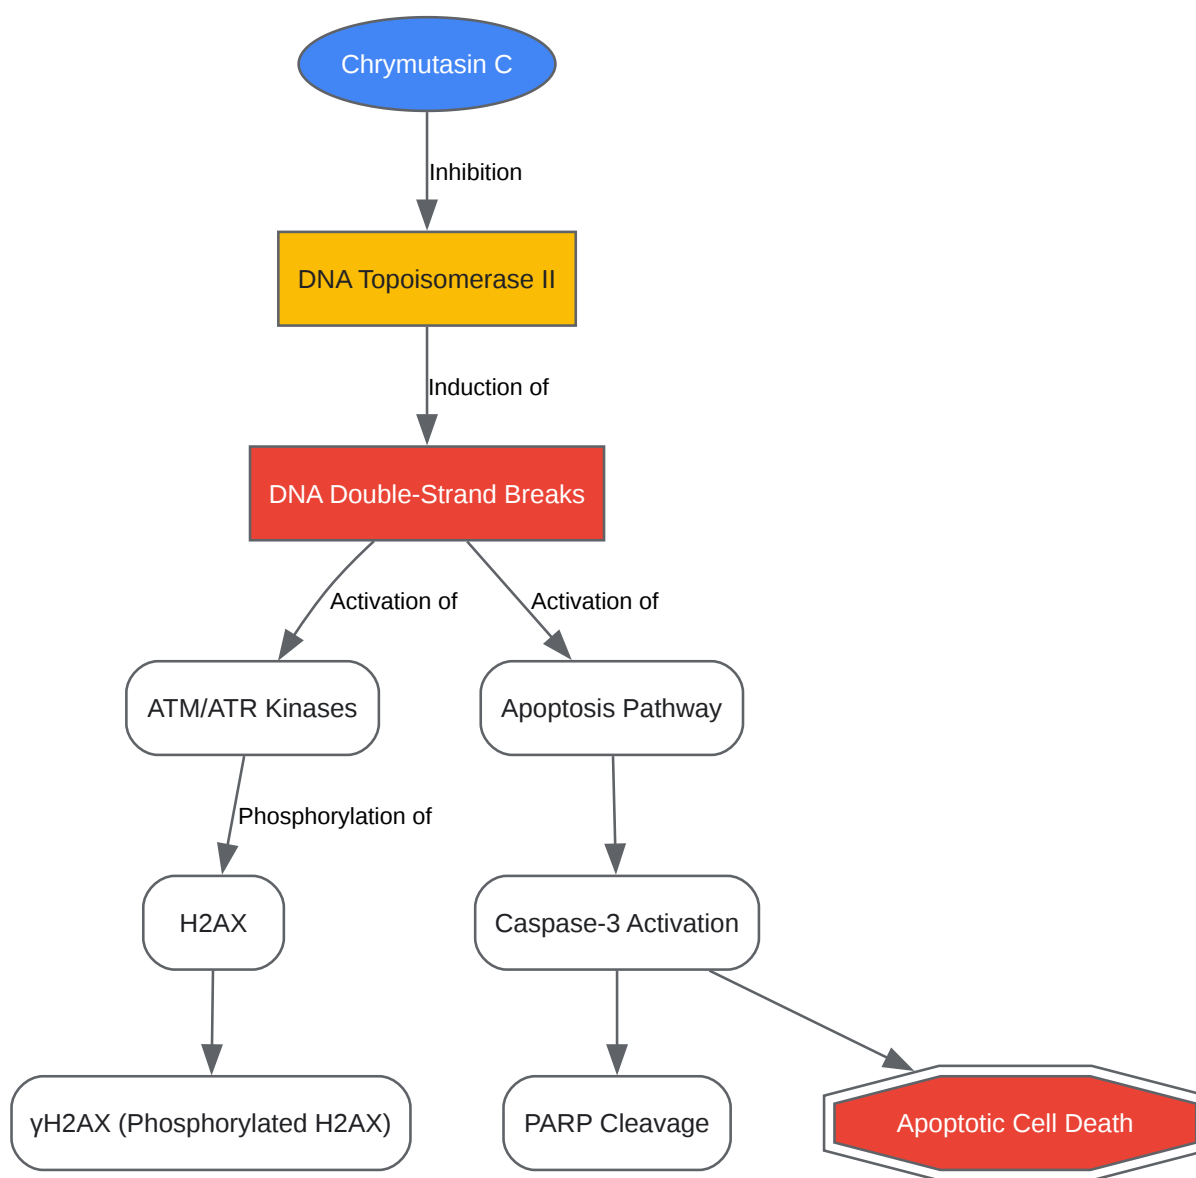 Chrymutasin C
Inhibition
DNA Topoisomerase II
Induction of
DNA Double-Strand Breaks
Activation of
Activation of
ATM/ATR Kinases
Apoptosis Pathway
Phosphorylation of
H2AX
Caspase-3 Activation
γH2AX (Phosphorylated H2AX)
PARP Cleavage
Apoptotic Cell Death